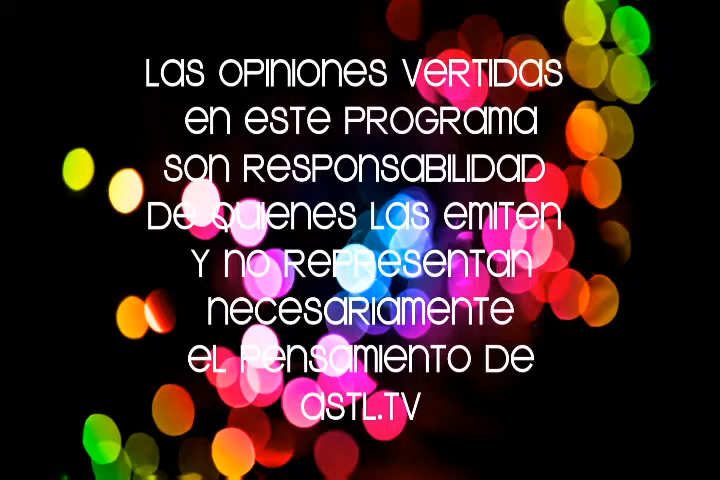 Las opiniones vertidas
en este programa
son responsabilidad
de quienes las emiten
y no representan
necesariamente
el pensamiento de
astl.tv